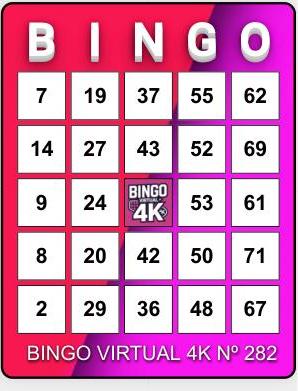 B I N G O
7 19 37 55 62
14 27 43 52 69
9 24 BINGO VIRTUAL 4K 53 61
8 20 42 50 71
2 29 36 48 67
BINGO VIRTUAL 4K Nº 282